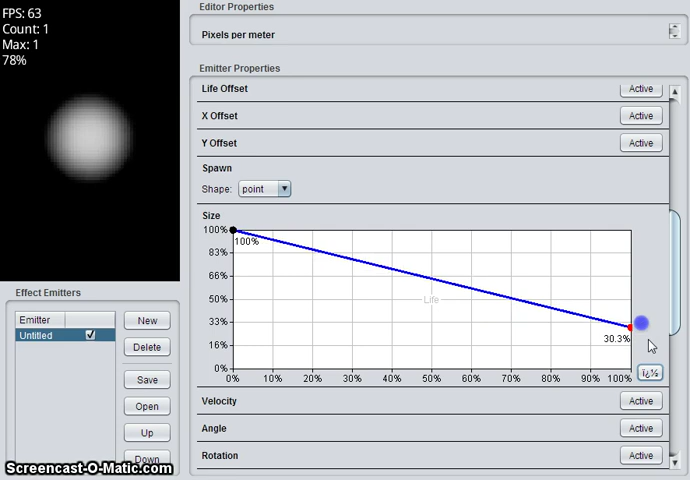 FPS: 63
Count: 1
Max: 1
78%
Editor Properties
Pixels per meter
Emitter Properties
Life Offset
Active
X Offset
Active
Y Offset
Active
Spawn
Shape: point
Size
100%
83%
66%
50%
33%
16%
0%
100%
Life
30.3%
0% 10% 20% 30% 40% 50% 60% 70% 80% 90% 100%
ï¿½
Velocity
Active
Angle
Active
Rotation
Active
Effect Emitters
Emitter
Untitled
New
Delete
Save
Open
Up
Down
Screencast-O-Matic.com